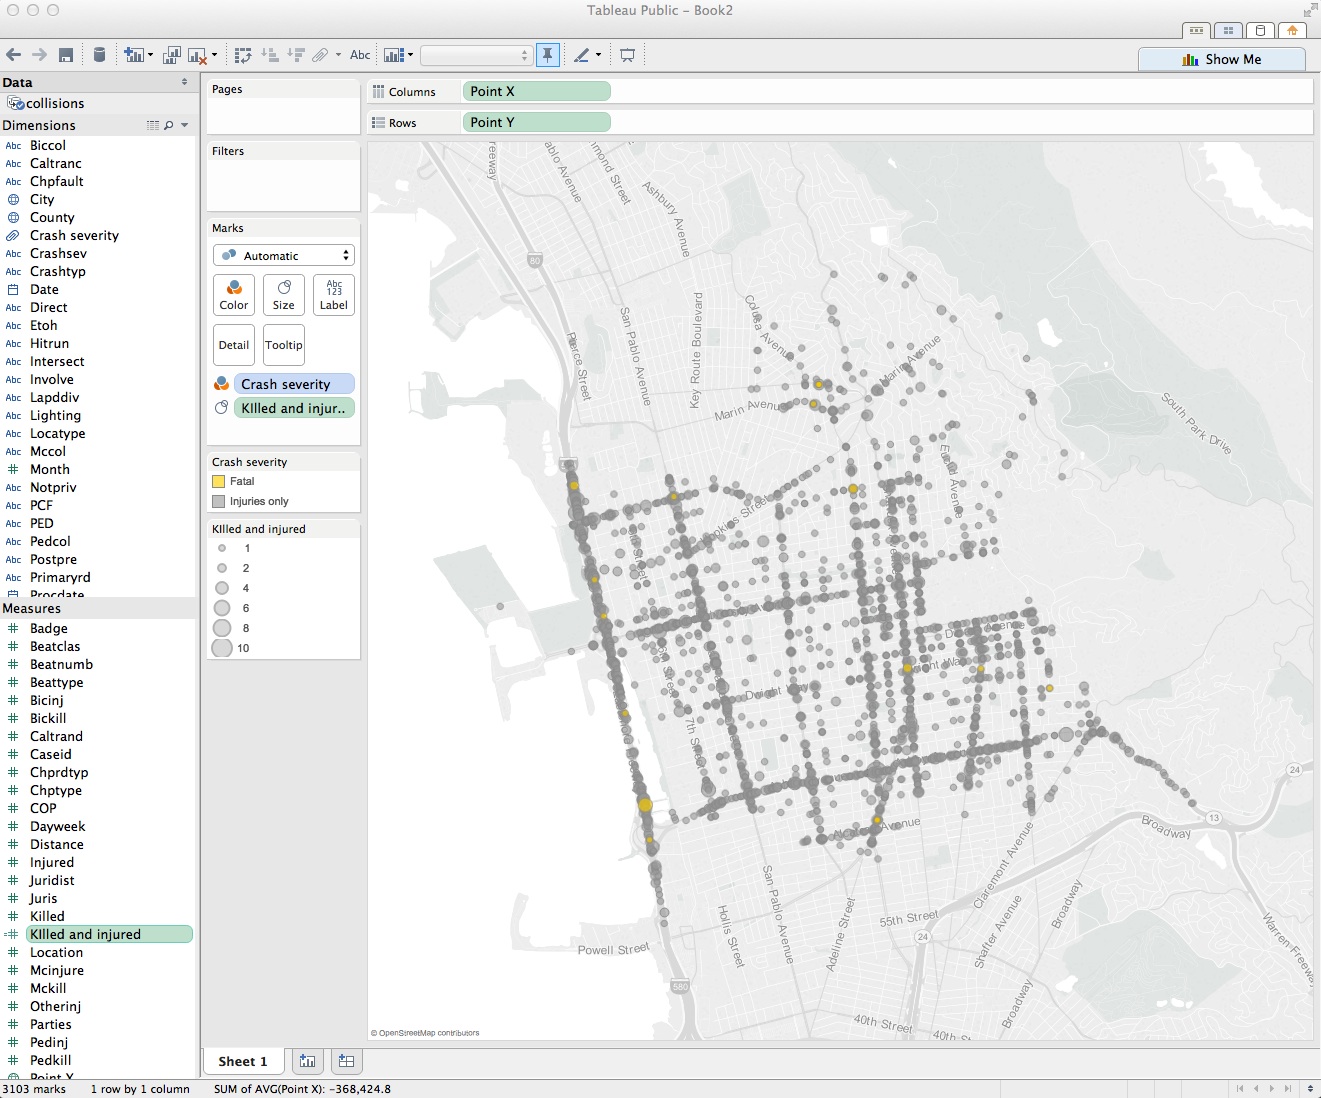 Tableau Public - Book2
Abc
Show Me
Data
collisions
Dimensions
Abc Biccol
Abc Caltranc
Abc Chpfault
City
County
Crash severity
Abc Crashsev
Abc Crashtyp
Date
Abc Direct
Abc Etoh
Abc Hitrun
Abc Intersect
Abc Involve
Abc Lapddiv
Abc Lighting
Abc Locatype
Abc Mccol
# Month
Abc Notpriv
Abc PCF
Abc PED
Abc Pedcol
Abc Postpre
Abc Primaryrd
Procdate
Measures
# Badge
# Beatclas
# Beatnumb
# Beattype
# Bicinj
# Bickill
# Caltrand
# Caseid
# Chprdtyp
# Chptype
# COP
# Dayweek
# Distance
# Injured
# Juridist
# Juris
# Killed
# KIlled and injured
# Location
# Mcinjure
# Mckill
# Otherinj
# Parties
# Pedinj
# Pedkill
Point Y
Pages
Filters
Marks
Automatic
Color
Size
Abc
123
Label
Detail
Tooltip
Crash severity
KIlled and injur..
Crash severity
Fatal
Injuries only
KIlled and injured
1
2
4
6
8
10
Columns Point X
Rows Point Y
reeway
ablo Avenue
mond Street
Ashbury Avenue
80
Pierce Street
San Pablo Avenue
Key Route Boulevard
Colusa Avenue
Marin Avenue
Marin Avenue
South Park Drive
Euclid Avenue
Dwight Way
7th Street
24
13
Broadway
Claremont Avenue
San Pablo Avenue
Hollis Street
Adeline Street
55th Street
24
Shafter Avenue
Broadway
Warren Freeway
Powell Street
580
Broadway
40th Street
40th St
© OpenStreetMap contributors
Sheet 1
3103 marks 1 row by 1 column SUM of AVG(Point X): -368,424.8